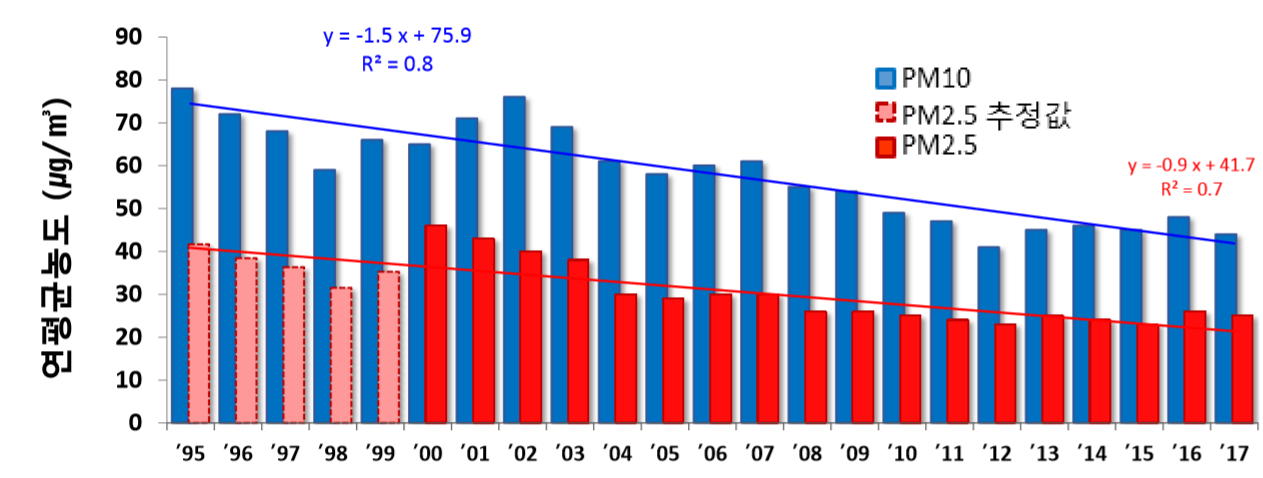 y = -1.5 x + 75.9
R² = 0.8
PM10
PM2.5 추정값
PM2.5
y = -0.9 x + 41.7
R² = 0.7
연평균농도 (μg/㎥)
90
80
70
60
50
40
30
20
10
0
’95 ’96 ’97 ’98 ’99 ’00 ’01 ’02 ’03 ’04 ’05 ’06 ’07 ’08 ’09 ’10 ’11 ’12 ’13 ’14 ’15 ’16 ’17